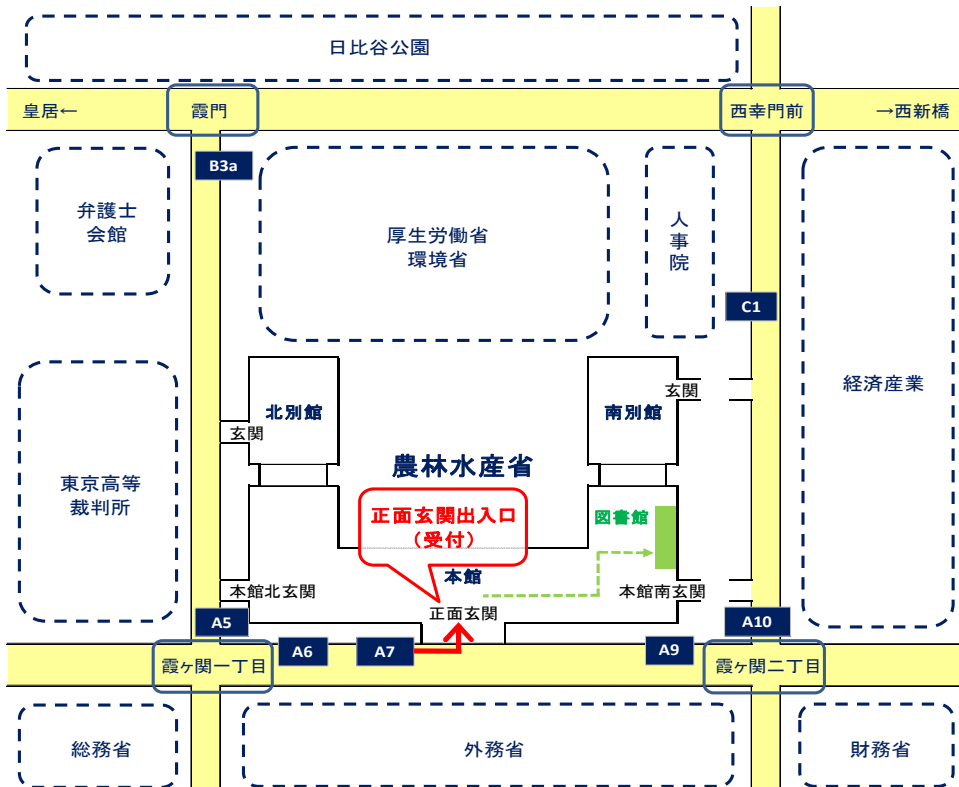 日比谷公園
皇居←
霞門
西幸門前
→西新橋
B3a
弁護士
会館
厚生労働省
環境省
人
事
院
C1
経済産業
北別館
玄関
南別館
玄関
農林水産省
東京高等
裁判所
正面玄関出入口
（受付）
図書館
本館
本館北玄関
正面玄関
本館南玄関
A5
A6
A7
A9
A10
霞ヶ関一丁目
霞ヶ関二丁目
総務省
外務省
財務省